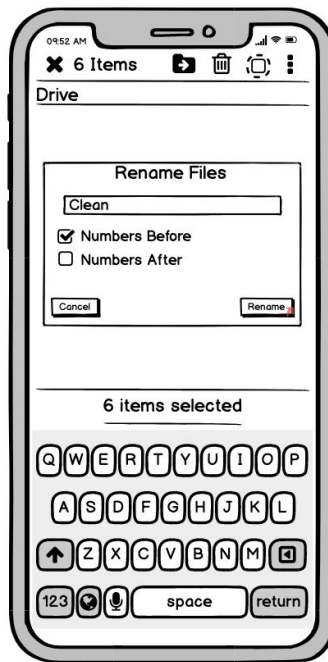 09:52 AM
6 Items
Drive
Rename Files
Clean
Numbers Before
Numbers After
Cancel Rename
6 items selected
Q W E R T Y U I O P
A S D F G H J K L
Z X C V B N M
123 space return